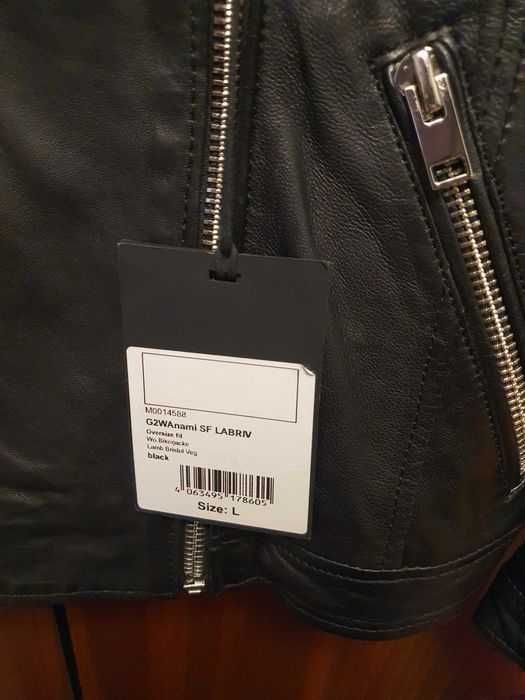 M0014588
G2WAnami SF LABRIV
Oversize fit
Wo.Bikerjacke
Lamb Bristol Veg
black
4 063495 178605
Size: L